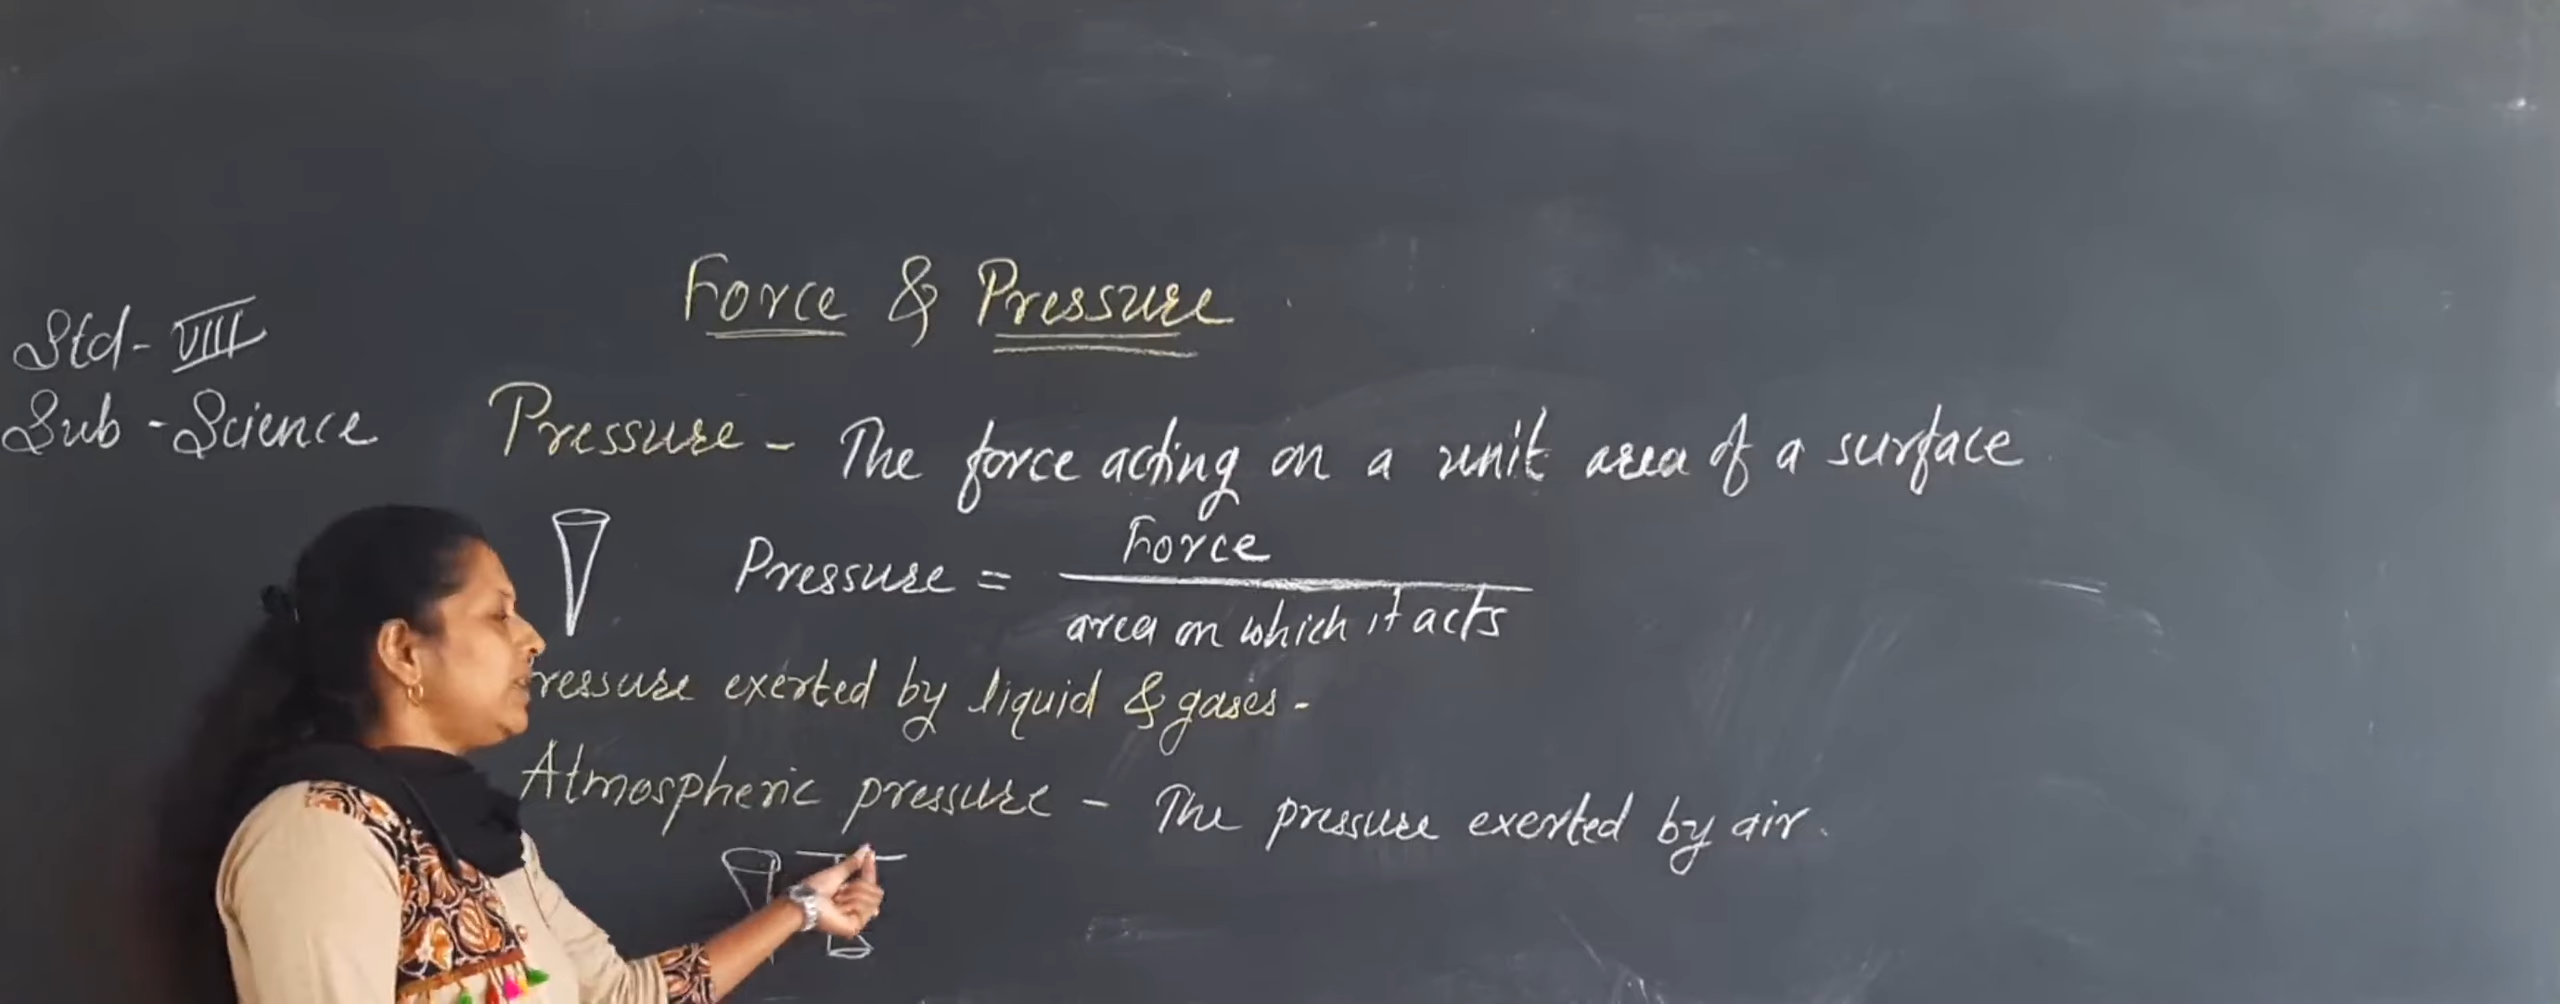 Force & Pressure
Std - VIII
Sub - Science
Pressure - The force acting on a unit area of a surface
Pressure = Force
area on which it acts
ressure exerted by liquid & gases -
Atmospheric pressure - The pressure exerted by air.